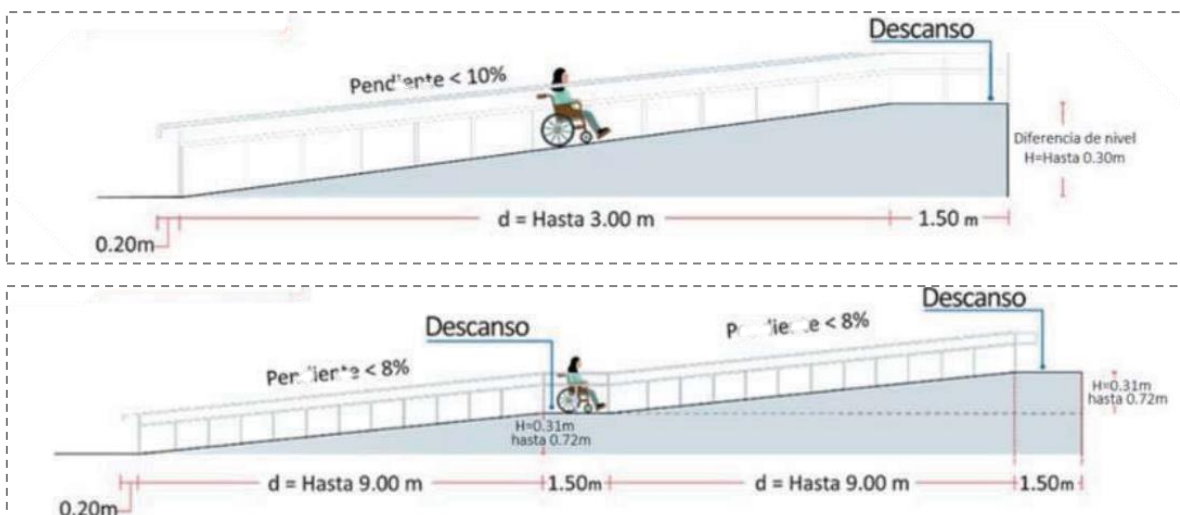 Descanso
< 10%
Diferencia de nivel
H=Hasta 0.30m
d = Hasta 3.00 m
1.50 m
0.20m
Descanso
Descanso
< 8%
< 8%
H=0.31m
hasta 0.72m
H=0.31m
hasta 0.72m
d = Hasta 9.00 m
1.50m
d = Hasta 9.00 m
1.50m
0.20m